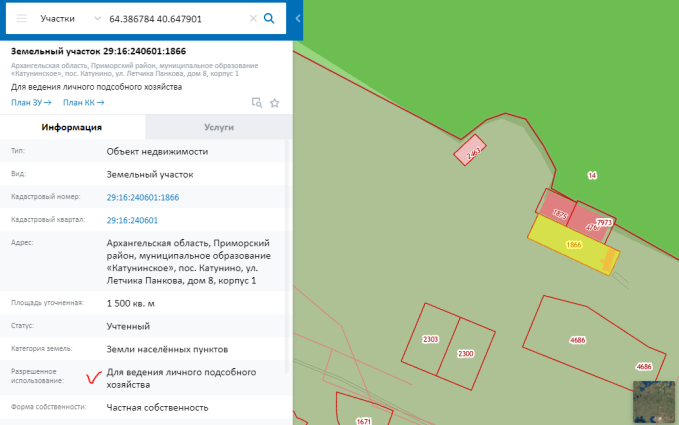 Участки
64.386784 40.647901
Земельный участок 29:16:240601:1866
Архангельская область, Приморский район, муниципальное образование
«Катунинское», пос. Катунино, ул. Летчика Панкова, дом 8, корпус 1
Для ведения личного подсобного хозяйства
План ЗУ →
План КК →
Информация
Услуги
Тип:
Объект недвижимости
Вид:
Земельный участок
Кадастровый номер:
29:16:240601:1866
Кадастровый квартал:
29:16:240601
Адрес:
Архангельская область, Приморский
район, муниципальное образование
«Катунинское», пос. Катунино, ул.
Летчика Панкова, дом 8, корпус 1
Площадь уточненная:
1 500 кв. м
Статус:
Учтенный
Категория земель:
Земли населённых пунктов
Разрешенное
использование:
Для ведения личного подсобного
хозяйства
Форма собственности:
Частная собственность
2463
14
1875
7973
1866
2303
2300
4686
4686
1671